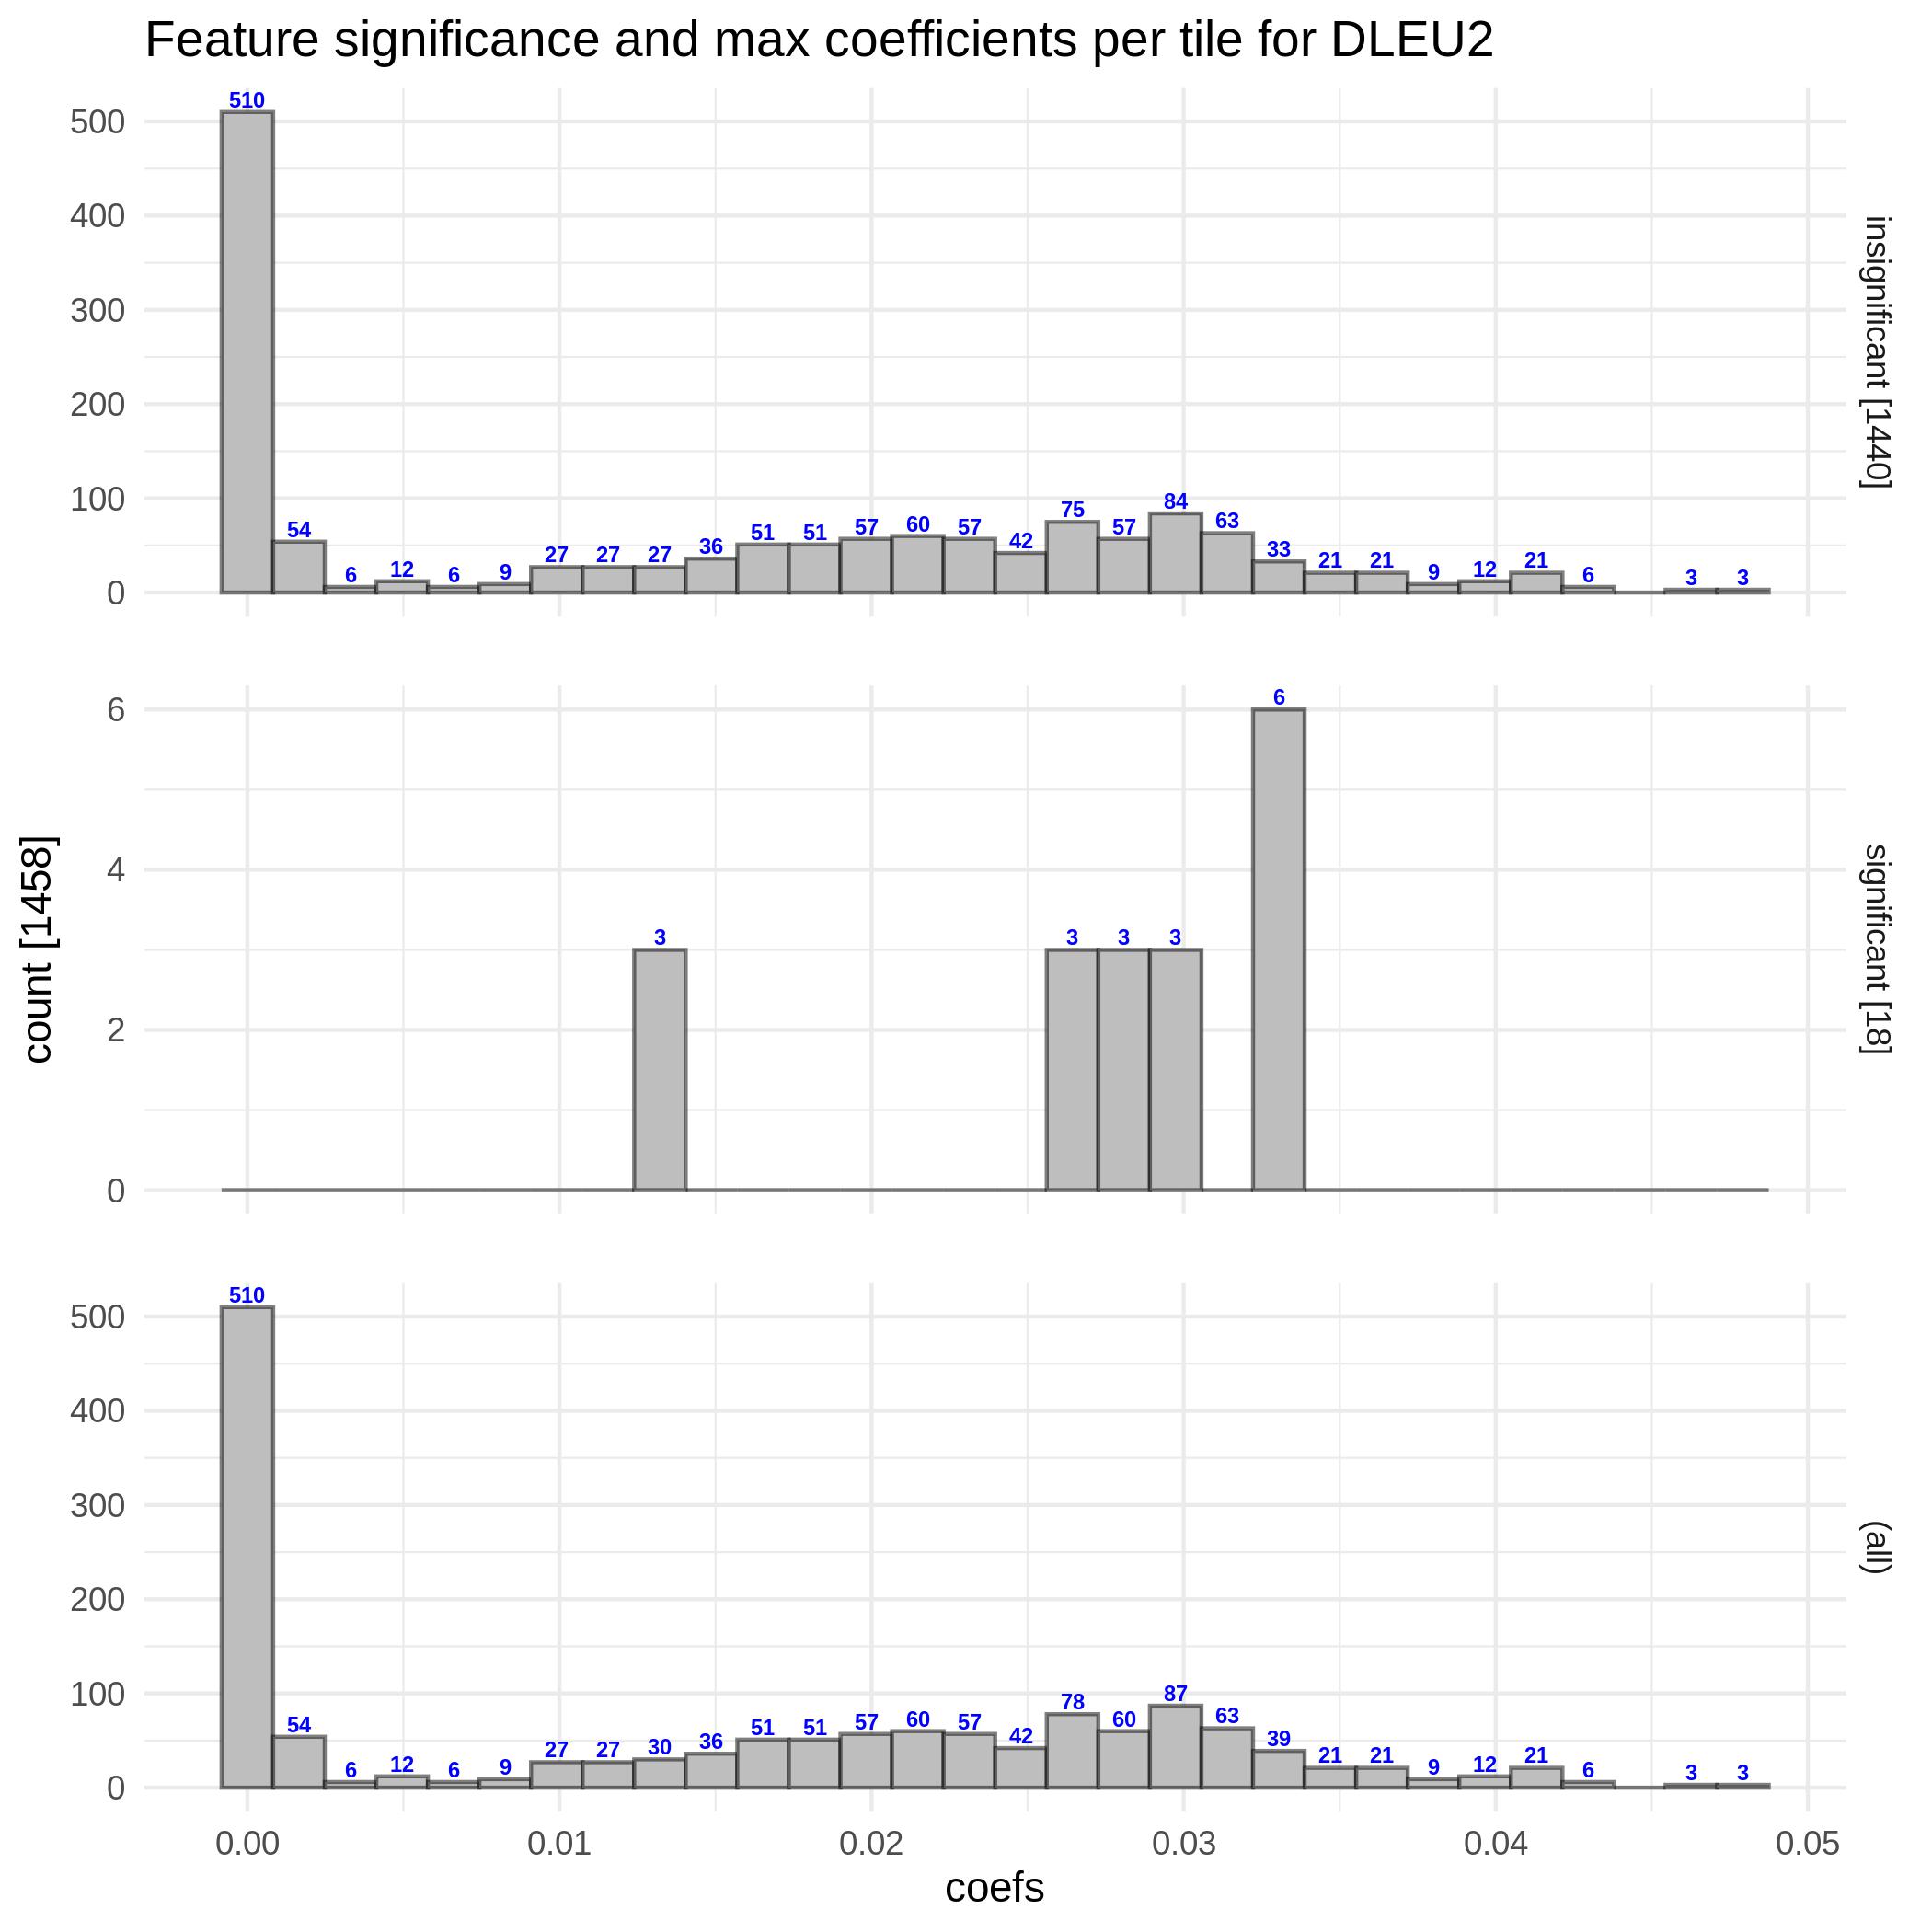 Feature significance and max coefficients per tile for DLEU2
510
500
400
300
200
100
0
54 6 12 6 9 27 27 27 36 51 51 57 60 57 42 75 57 84 63 33 21 21 9 12 21 6 3 3
insignificant [1440]
count [1458]
6
4
2
0
3 3 3 3 6
significant [18]
510
500
400
300
200
100
0
54 6 12 6 9 27 27 30 36 51 51 57 60 57 42 78 60 87 63 39 21 21 9 12 21 6 3 3
(all)
0.00 0.01 0.02 0.03 0.04 0.05
coefs